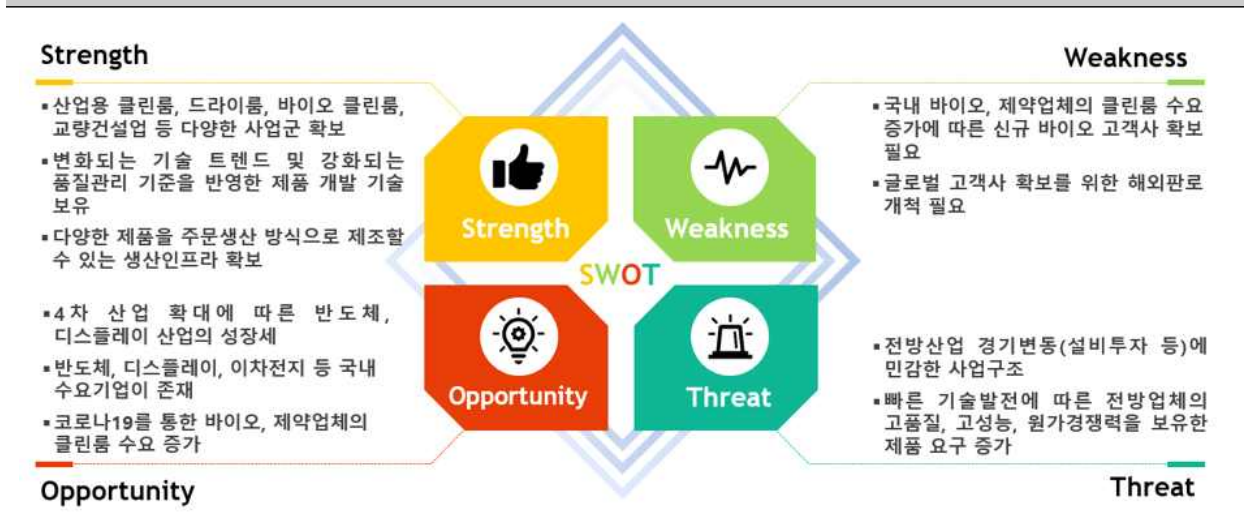 Strength
▪산업용 클린룸, 드라이룸, 바이오 클린룸,
교량건설업 등 다양한 사업군 확보
▪변화되는 기술 트렌드 및 강화되는
품질관리 기준을 반영한 제품 개발 기술
보유
▪다양한 제품을 주문생산 방식으로 제조할
수 있는 생산인프라 확보
Weakness
▪국내 바이오, 제약업체의 클린룸 수요
증가에 따른 신규 바이오 고객사 확보
필요
▪글로벌 고객사 확보를 위한 해외판로
개척 필요
Strength
Weakness
SWOT
Opportunity
Threat
▪4차 산업 확대에 따른 반도체,
디스플레이 산업의 성장세
▪반도체, 디스플레이, 이차전지 등 국내
수요기업이 존재
▪코로나19를 통한 바이오, 제약업체의
클린룸 수요 증가
Opportunity
▪전방산업 경기변동(설비투자 등)에
민감한 사업구조
▪빠른 기술발전에 따른 전방업체의
고품질, 고성능, 원가경쟁력을 보유한
제품 요구 증가
Threat